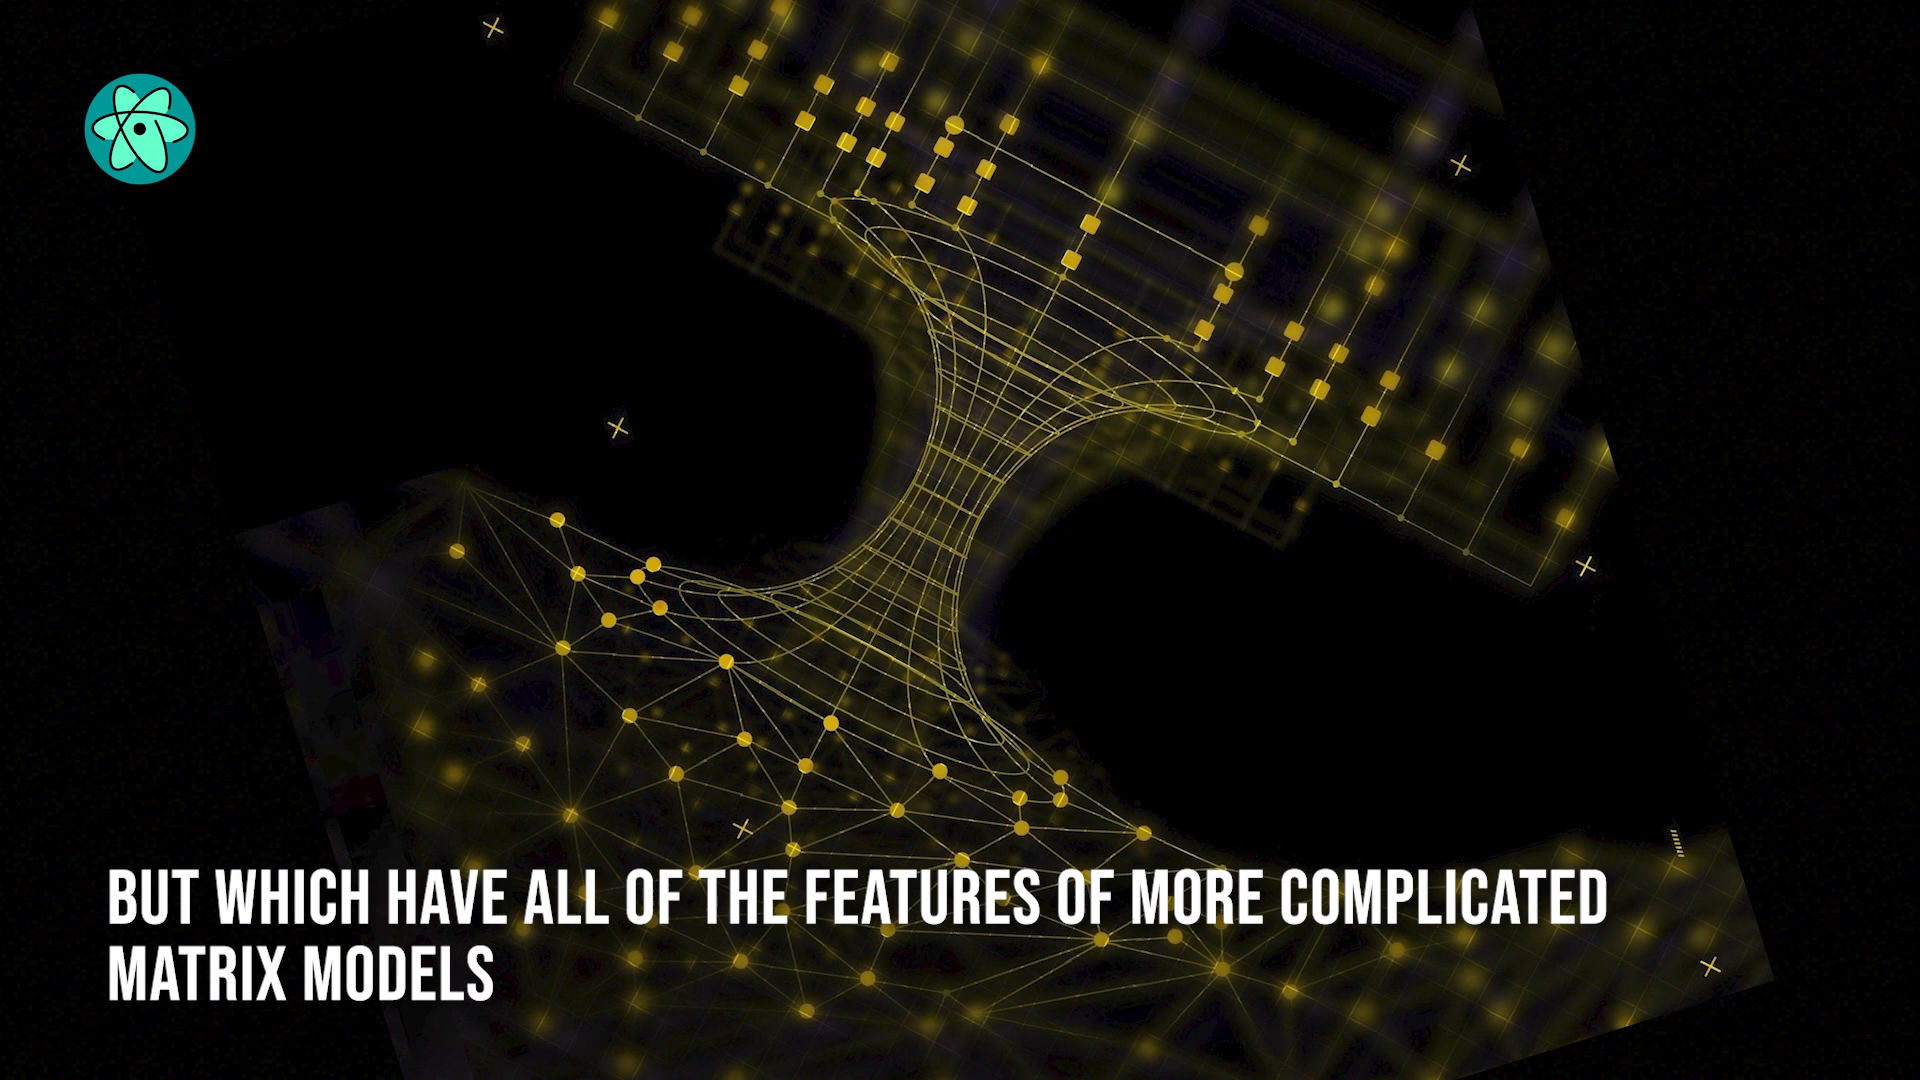 BUT WHICH HAVE ALL OF THE FEATURES OF MORE COMPLICATED
MATRIX MODELS